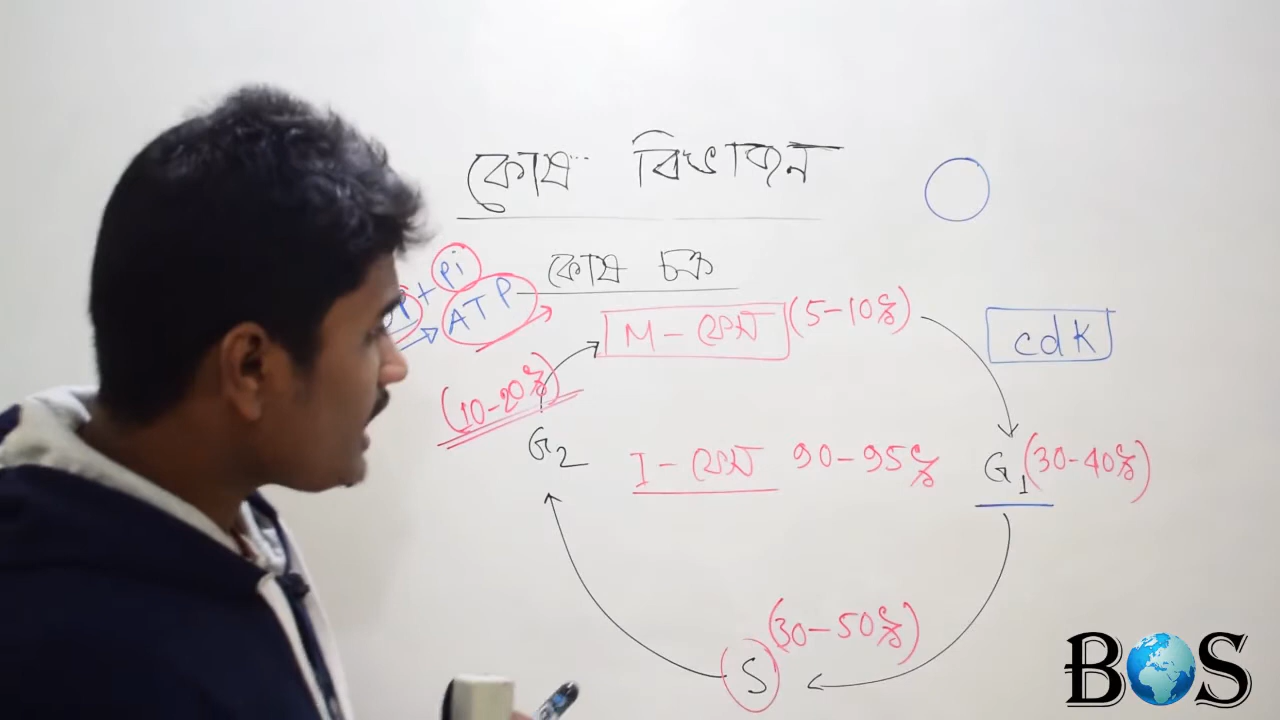 কোষ বিভাজন
কোষ চক্র
P + Pi
ATP
M-ফেস (5-10%)
cdk
(10-20%)
G2
I-ফেস 90-95%
G1 (30-40%)
S (30-50%)
BOS